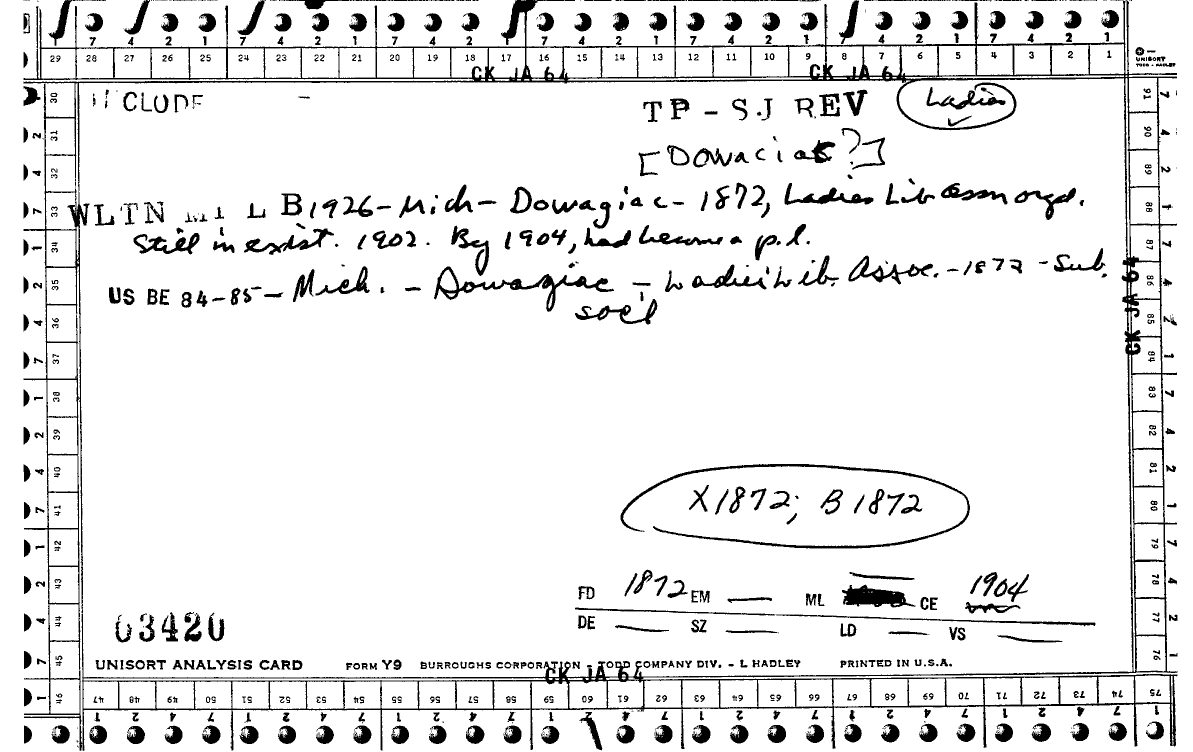 7 4 2 1 7 4 2 1 7 4 2 1 7 4 2 1 7 4 2 1 7 4 2 1 7 4 2 1
29 28 27 26 25 24 23 22 21 20 19 18 17 16 15 14 13 12 11 10 9 8 7 6 5 4 3 2 1
UNISORT
CK JA 64 CK JA 64
CLUDE
TP - SJ REV Ladies
[Dowaciac?]
WLTN MI L B1926 - Mich - Dowagiac - 1872, Ladies Lib Assn orgd.
Still in exist. 1902. By 1904, had become a p.l.
US BE 84-85 - Mich. - Dowagiac - Ladies' Lib. Assoc. - 1872 - Sub.
socl
CK JA 64
X1872; B 1872
FD 1872 EM — ML CE 1904
DE — SZ — LD — VS —
03420
UNISORT ANALYSIS CARD FORM Y9 BURROUGHS CORPORATION - TODD COMPANY DIV. - L HADLEY PRINTED IN U.S.A.
CK JA 64
30 31 32 33 34 35 36 37 38 39 40 41 42 43 44 45 46
91 90 89 88 87 86 85 84 83 82 81 80 79 78 77 76 75
47 48 49 50 51 52 53 54 55 56 57 58 59 60 61 62 63 64 65 66 67 68 69 70 71 72 73 74